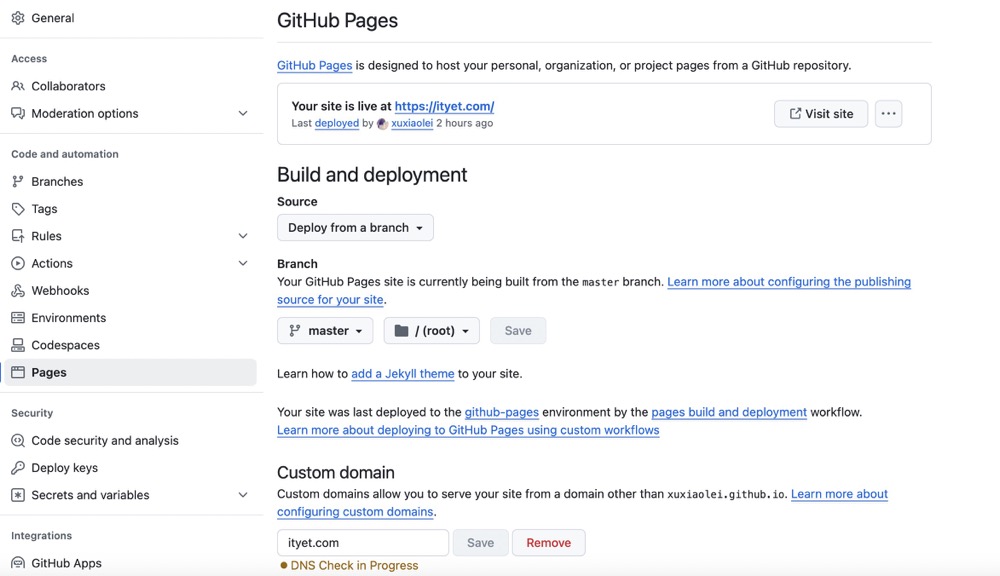 General
Access
Collaborators
Moderation options
Code and automation
Branches
Tags
Rules
Actions
Webhooks
Environments
Codespaces
Pages
Security
Code security and analysis
Deploy keys
Secrets and variables
Integrations
GitHub Apps
GitHub Pages
GitHub Pages is designed to host your personal, organization, or project pages from a GitHub repository.
Your site is live at https://ityet.com/
Last deployed by xuxiaolei 2 hours ago
Visit site
Build and deployment
Source
Deploy from a branch
Branch
Your GitHub Pages site is currently being built from the master branch. Learn more about configuring the publishing
source for your site.
master / (root) Save
Learn how to add a Jekyll theme to your site.
Your site was last deployed to the github-pages environment by the pages build and deployment workflow.
Learn more about deploying to GitHub Pages using custom workflows
Custom domain
Custom domains allow you to serve your site from a domain other than xuxiaolei.github.io. Learn more about
configuring custom domains.
ityet.com Save Remove
DNS Check in Progress